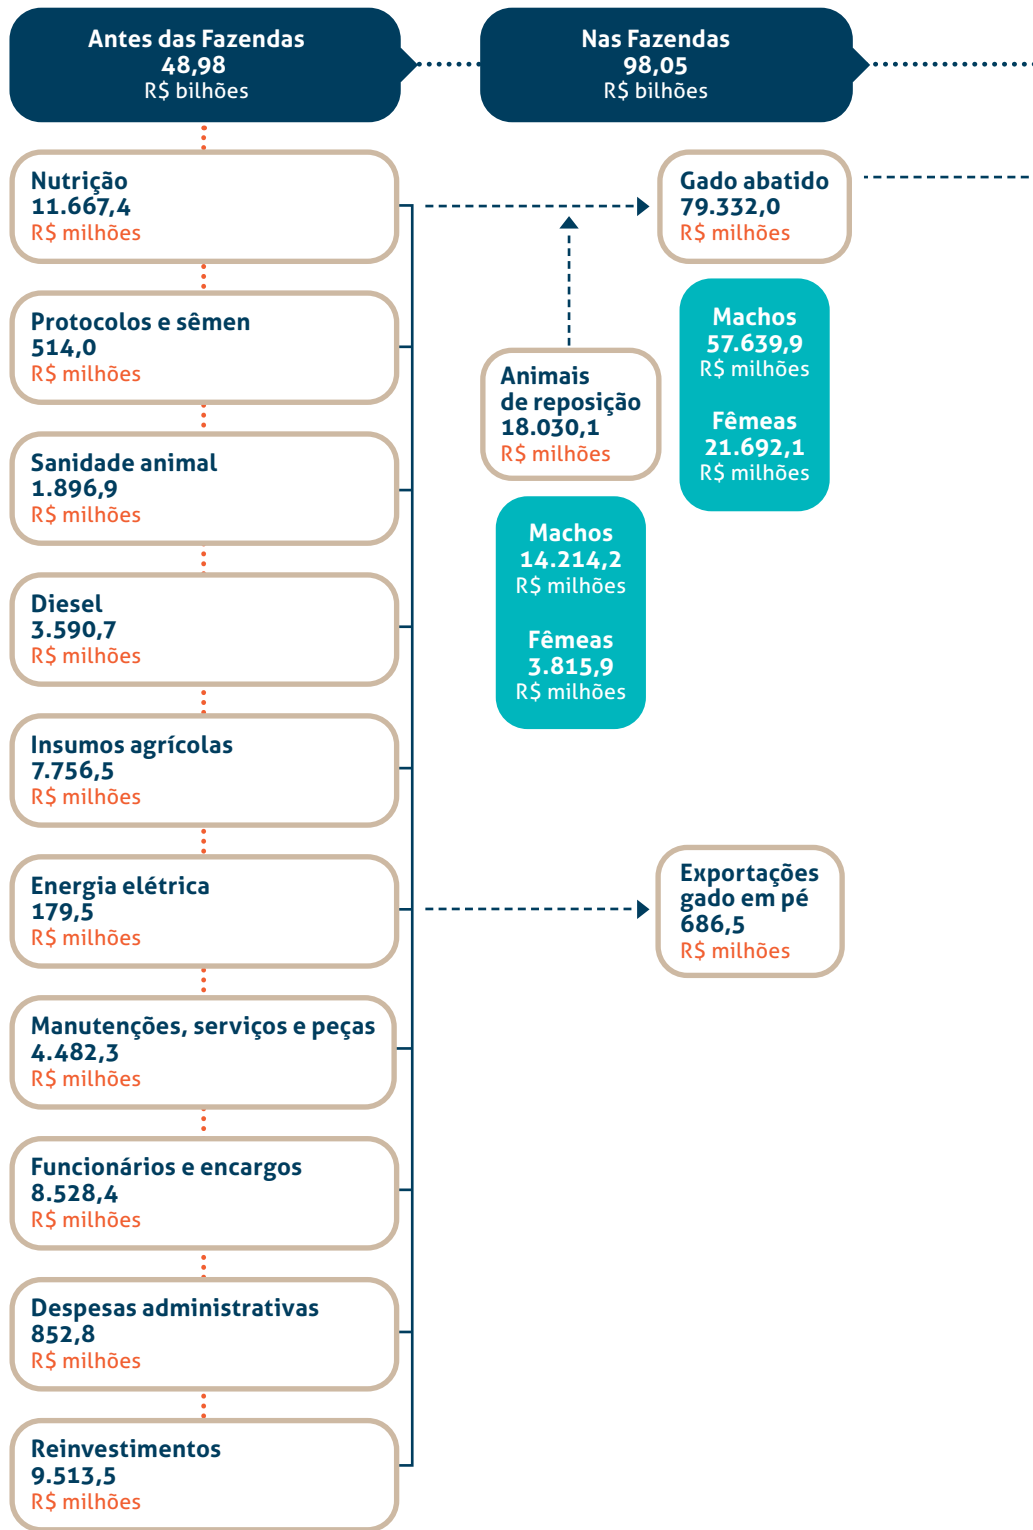 Antes das Fazendas
48,98
R$ bilhões
Nas Fazendas
98,05
R$ bilhões
Nutrição
11.667,4
R$ milhões
Protocolos e sêmen
514,0
R$ milhões
Sanidade animal
1.896,9
R$ milhões
Diesel
3.590,7
R$ milhões
Insumos agrícolas
7.756,5
R$ milhões
Energia elétrica
179,5
R$ milhões
Manutenções, serviços e peças
4.482,3
R$ milhões
Funcionários e encargos
8.528,4
R$ milhões
Despesas administrativas
852,8
R$ milhões
Reinvestimentos
9.513,5
R$ milhões
Animais
de reposição
18.030,1
R$ milhões
Machos
14.214,2
R$ milhões
Fêmeas
3.815,9
R$ milhões
Gado abatido
79.332,0
R$ milhões
Machos
57.639,9
R$ milhões
Fêmeas
21.692,1
R$ milhões
Exportações
gado em pé
686,5
R$ milhões